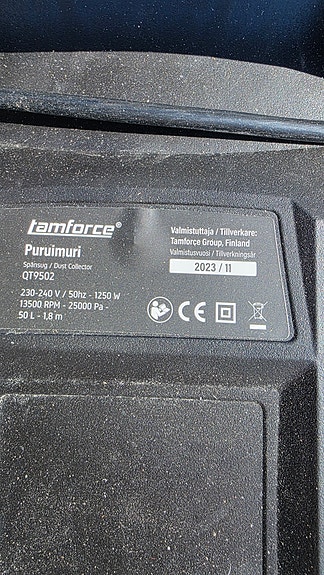 tamforce®
Puruimuri
Spånsug / Dust Collector
QT9502
230-240 V / 50hz - 1250 W
13500 RPM - 25000 Pa -
50 L - 1,8 m
Valmistuttaja / Tillverkare:
Tamforce Group, Finland
Valmistusvuosi / Tillverkningsår
2023 / 11
CE